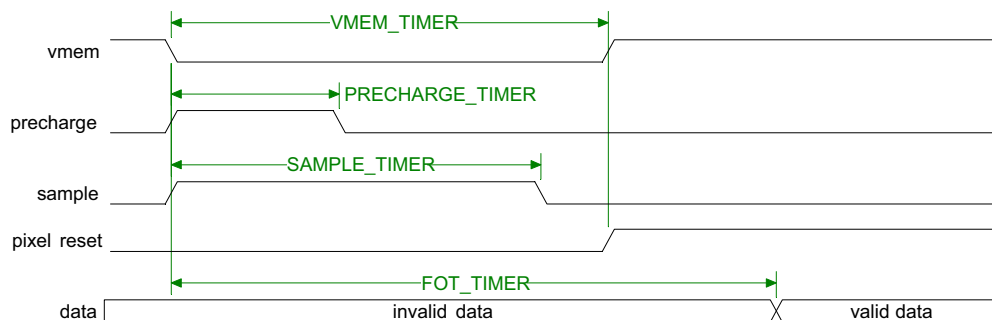 VMEM_TIMER
vmem
PRECHARGE_TIMER
precharge
SAMPLE_TIMER
sample
pixel reset
FOT_TIMER
data invalid data valid data